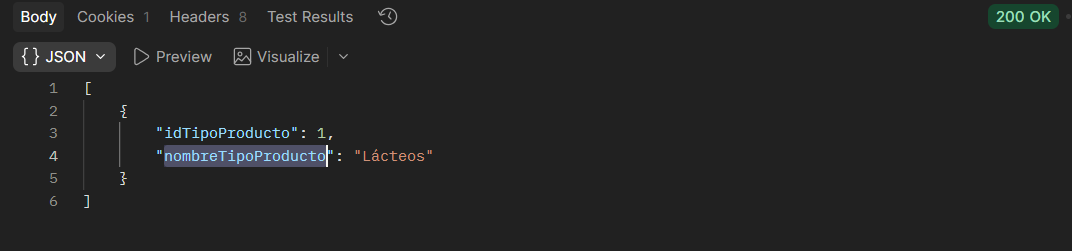 Body Cookies 1 Headers 8 Test Results 200 OK
{} JSON Preview Visualize
1 [
2 {
3 "idTipoProducto": 1,
4 "nombreTipoProducto": "Lácteos"
5 }
6 ]